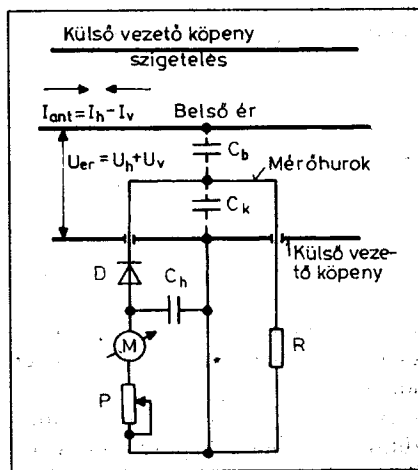 Külső vezető köpeny
szigetelés
I_ant=I_h-I_v
Belső ér
C_b
U_er=U_h+U_v
Mérőhurok
C_k
Külső veze-
tő köpeny
D
C_h
M
R
P